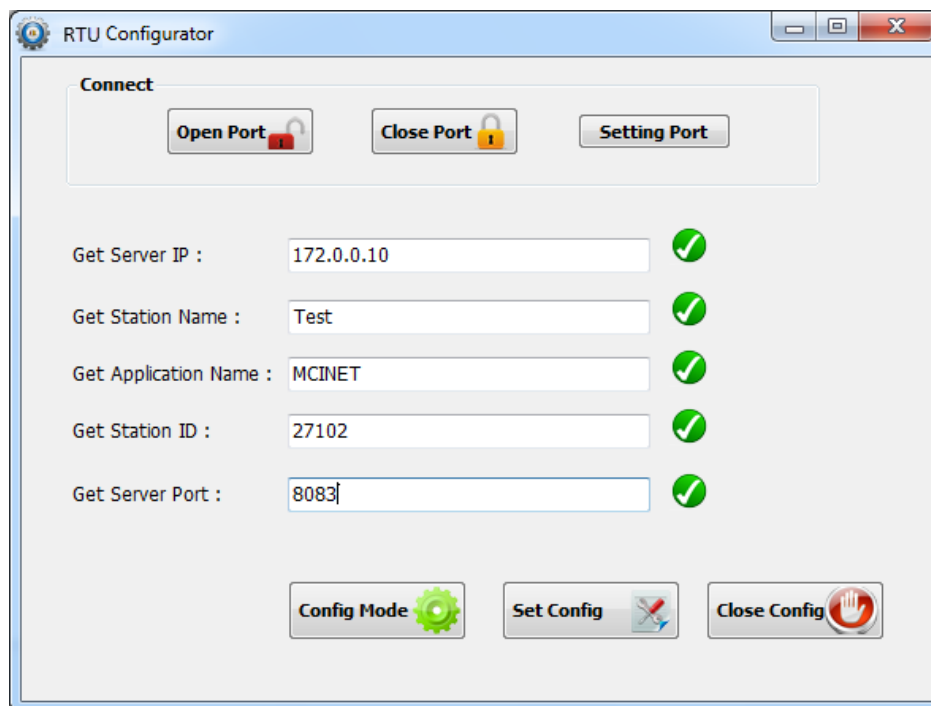 RTU Configurator
Connect
Open Port
Close Port
Setting Port
Get Server IP :
172.0.0.10
Get Station Name :
Test
Get Application Name :
MCINET
Get Station ID :
27102
Get Server Port :
8083
Config Mode
Set Config
Close Config